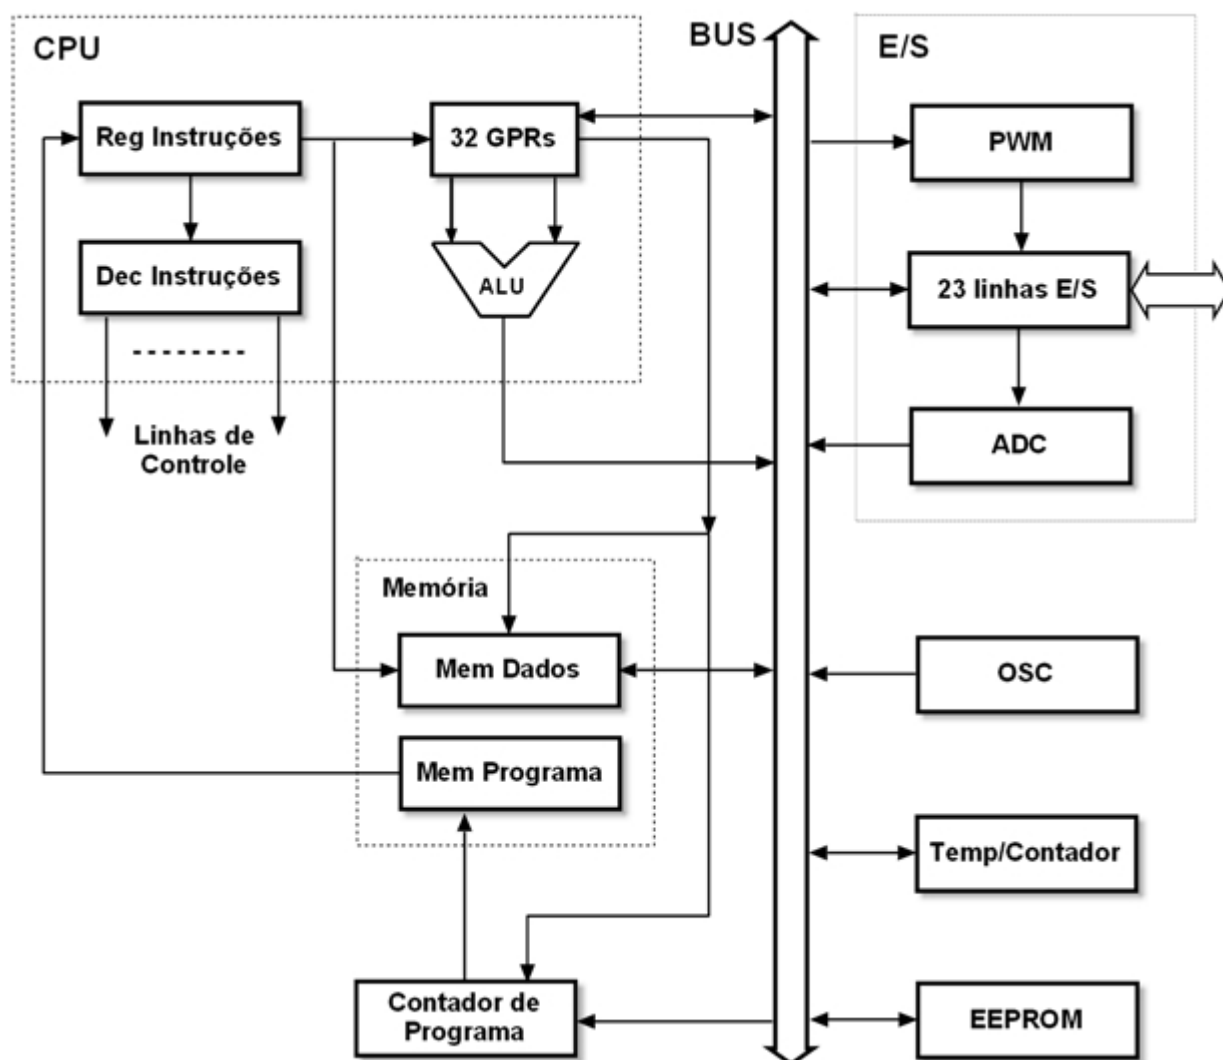 CPU
BUS
E/S
Reg Instruções
32 GPRs
PWM
Dec Instruções
ALU
23 linhas E/S
Linhas de
Controle
ADC
Memória
Mem Dados
OSC
Mem Programa
Temp/Contador
Contador de
Programa
EEPROM